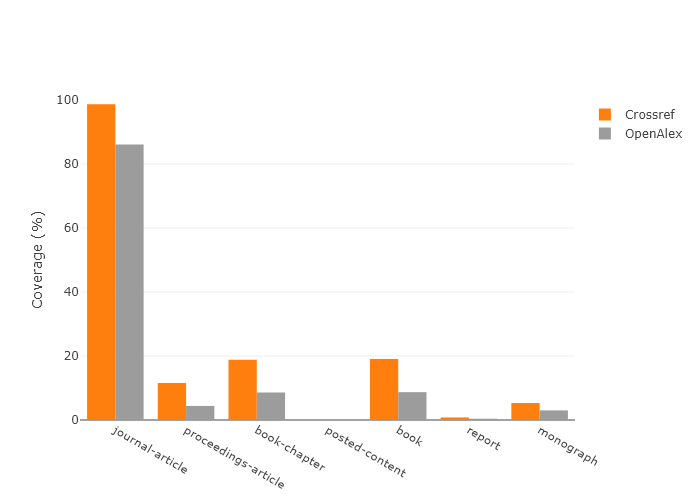 100
80
60
40
20
0
Coverage (%)
journal-article
proceedings-article
book-chapter
posted-content
book
report
monograph
Crossref
OpenAlex